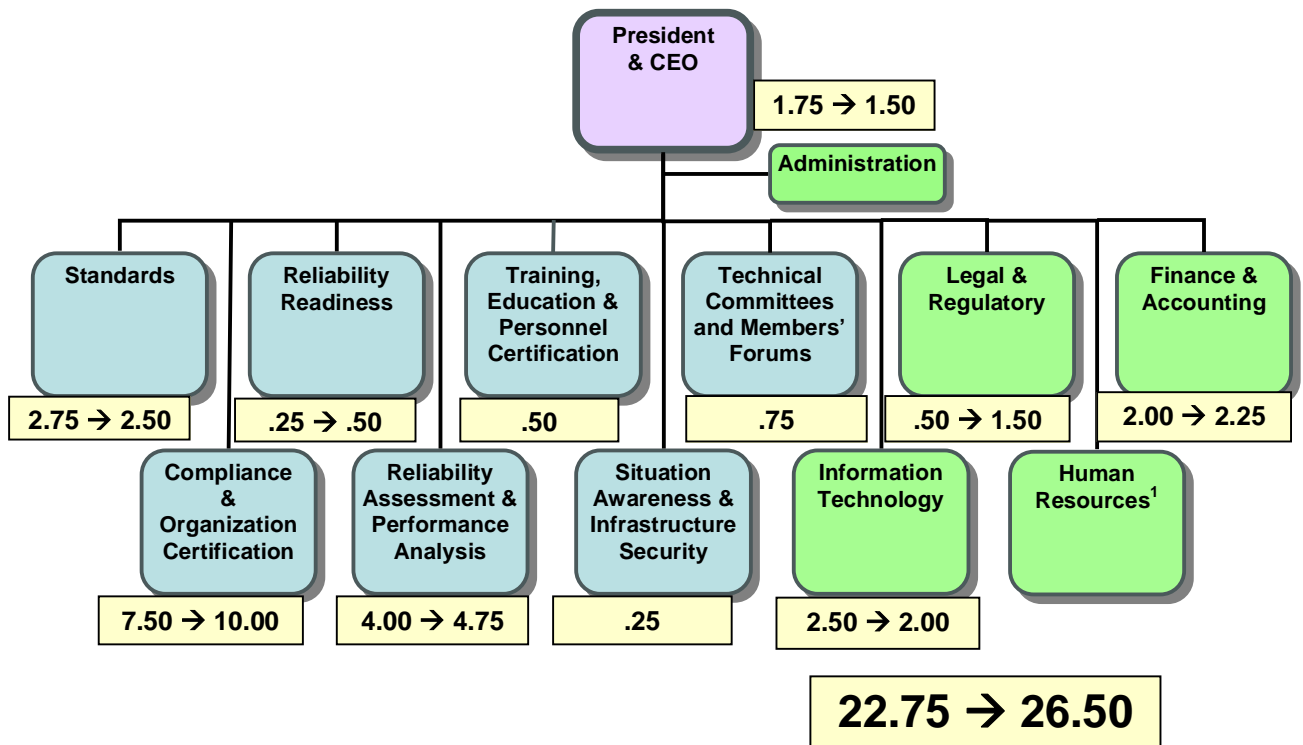 President
& CEO
1.75 → 1.50
Administration
Standards
2.75 → 2.50
Reliability
Readiness
.25 → .50
Training,
Education &
Personnel
Certification
.50
Technical
Committees
and Members’
Forums
.75
Legal &
Regulatory
.50 → 1.50
Finance &
Accounting
2.00 → 2.25
Compliance
&
Organization
Certification
7.50 → 10.00
Reliability
Assessment &
Performance
Analysis
4.00 → 4.75
Situation
Awareness &
Infrastructure
Security
.25
Information
Technology
2.50 → 2.00
Human
Resources¹
22.75 → 26.50